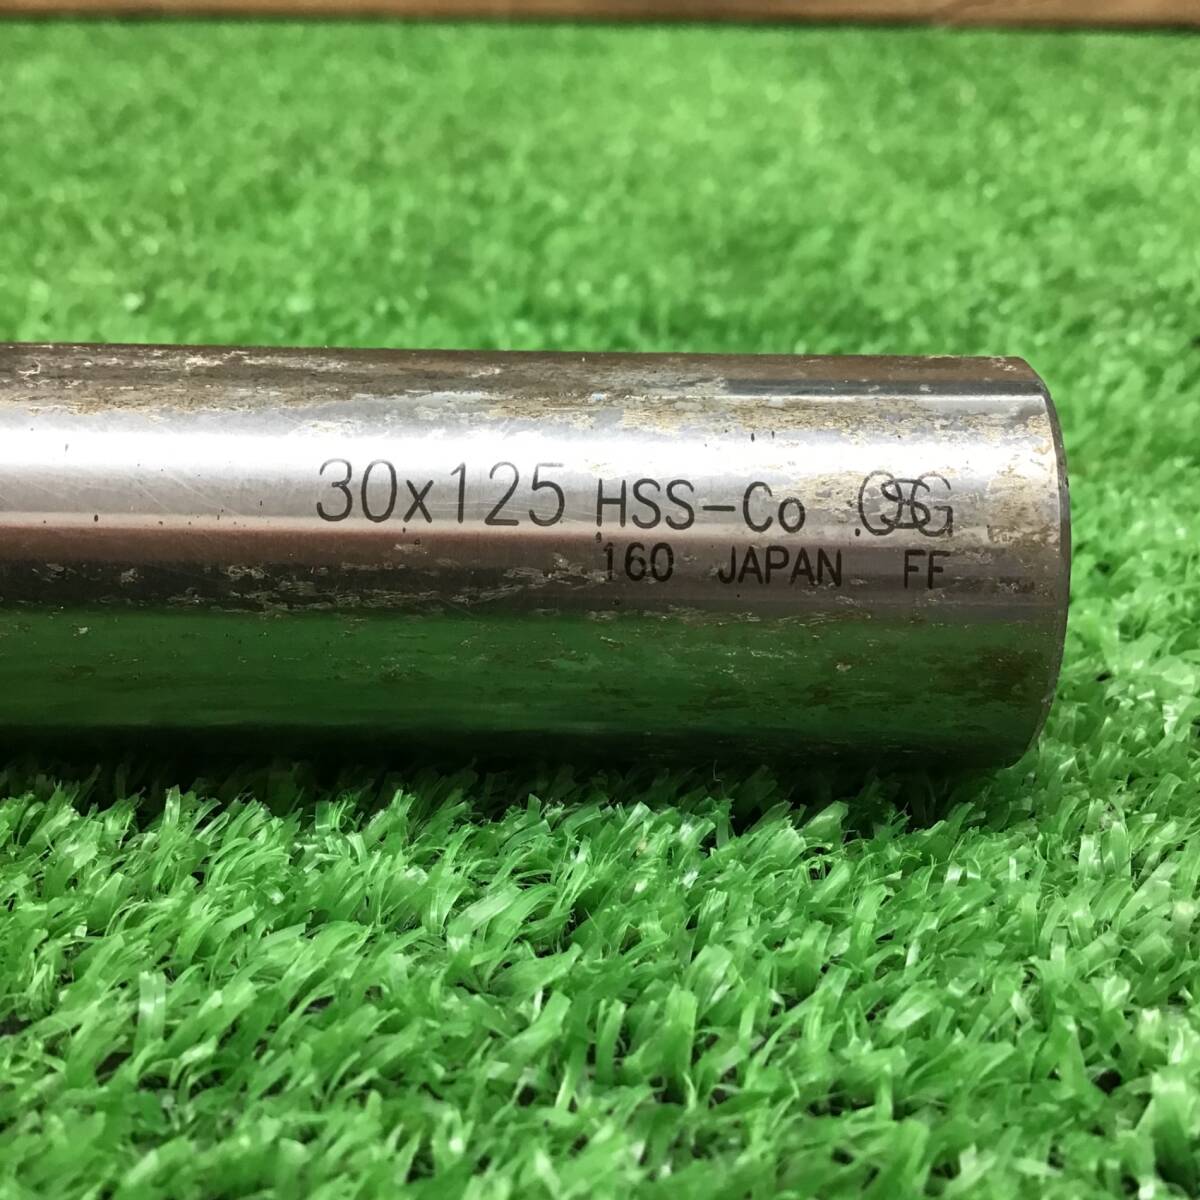 30x125 HSS-Co OSG
160 JAPAN FF